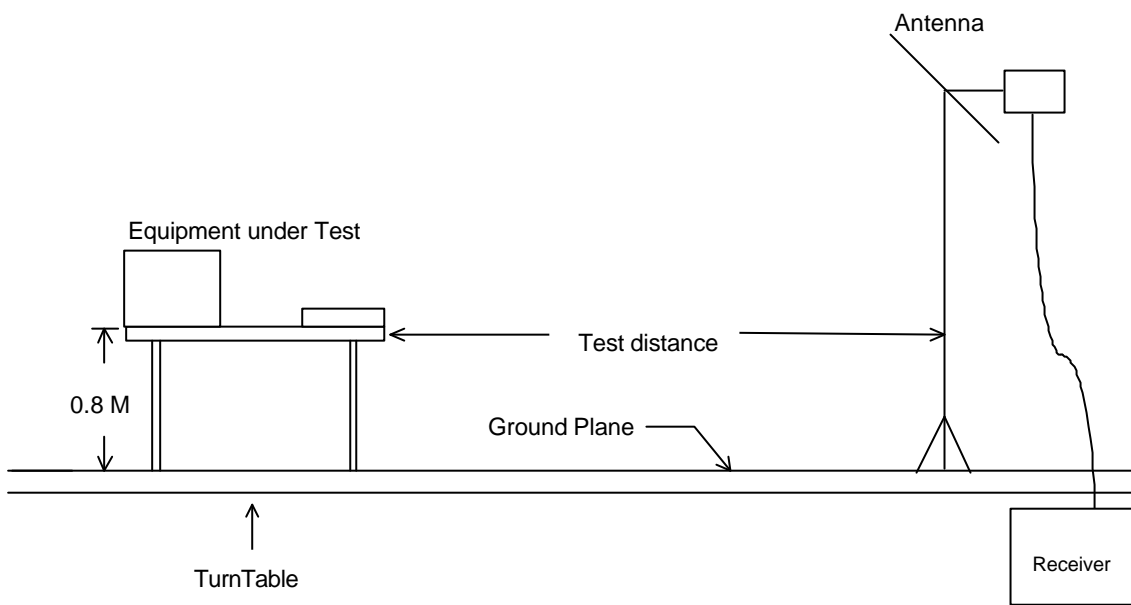 Antenna
Equipment under Test
Test distance
0.8 M
Ground Plane
TurnTable
Receiver